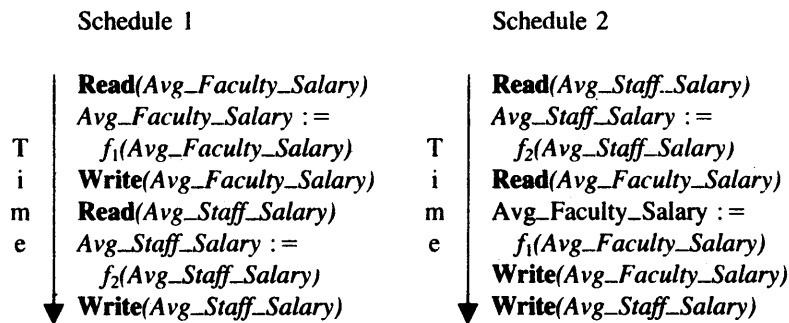 Schedule 1
Read(Avg_Faculty_Salary)
Avg_Faculty_Salary :=
f₁(Avg_Faculty_Salary)
Write(Avg_Faculty_Salary)
Read(Avg_Staff_Salary)
Avg_Staff_Salary :=
f₂(Avg_Staff_Salary)
Write(Avg_Staff_Salary)
T
i
m
e
Schedule 2
Read(Avg_Staff_Salary)
Avg_Staff_Salary :=
f₂(Avg_Staff_Salary)
Read(Avg_Faculty_Salary)
Avg_Faculty_Salary :=
f₁(Avg_Faculty_Salary)
Write(Avg_Faculty_Salary)
Write(Avg_Staff_Salary)
T
i
m
e